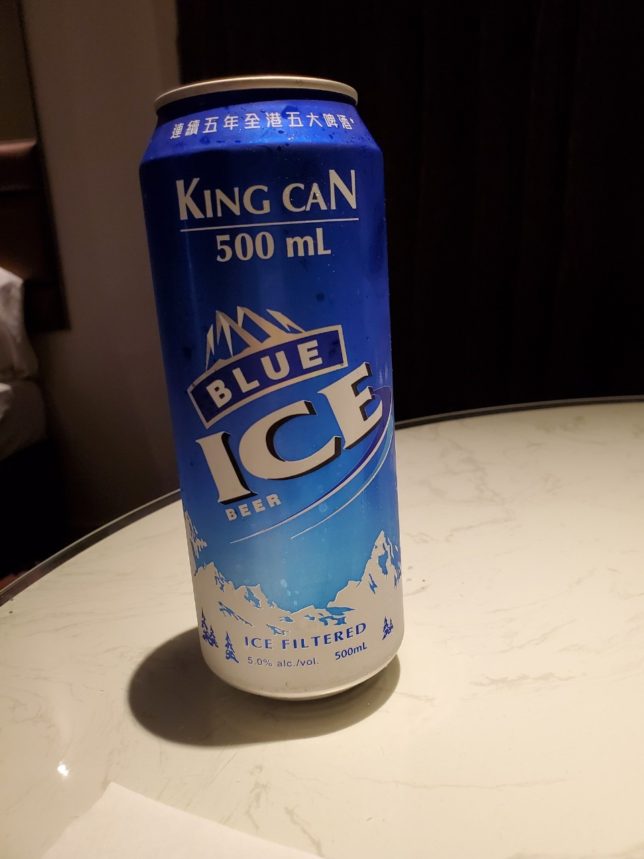 連續五年全港五大啤酒*
KING CAN
500 mL
BLUE
ICE
BEER
ICE FILTERED
5.0% alc./vol. 500mL